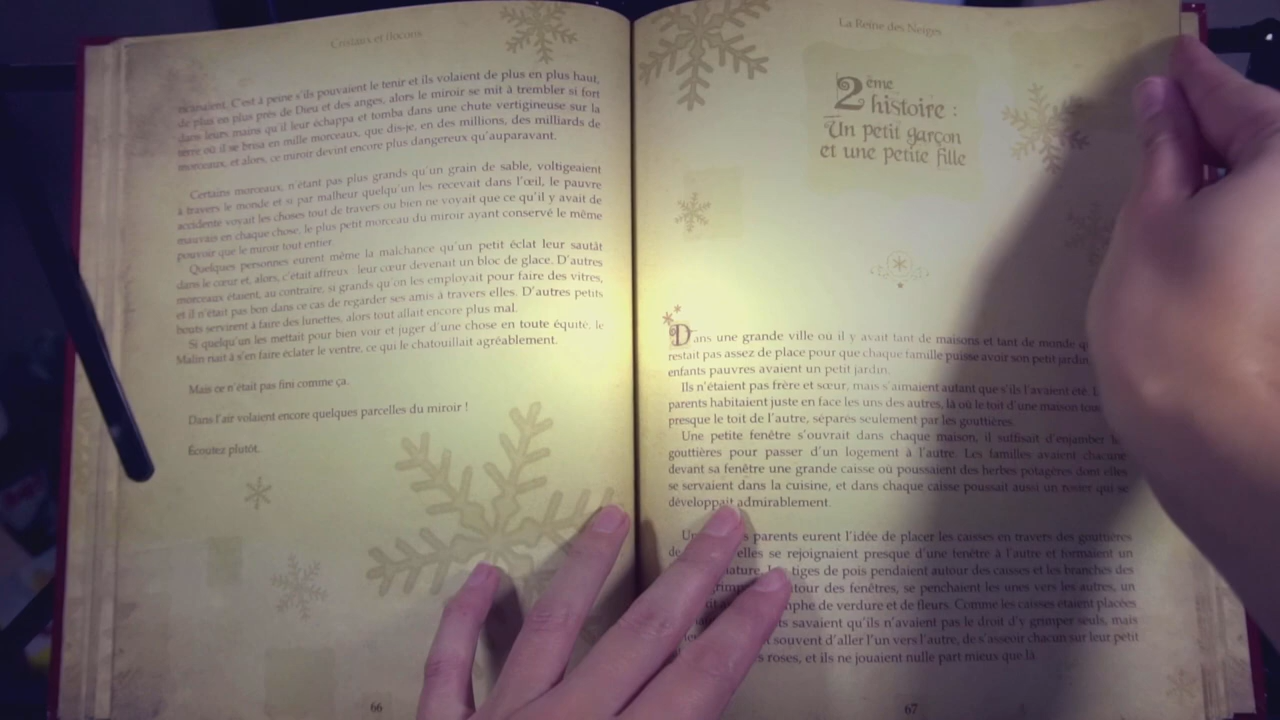 Cristaux et flocons
ricanaient. C'est à peine s'ils pouvaient le tenir et ils volaient de plus en plus haut,
de plus en plus près de Dieu et des anges, alors le miroir se mit à trembler si fort
dans leurs mains qu'il leur échappa et tomba dans une chute vertigineuse sur la
terre où il se brisa en mille morceaux, que dis-je, en des millions, des milliards de
morceaux, et alors, ce miroir devint encore plus dangereux qu'auparavant.
Certains morceaux, n'étant pas plus grands qu'un grain de sable, voltigeaient
à travers le monde et si par malheur quelqu'un les recevait dans l'œil, le pauvre
accidenté voyait les choses tout de travers ou bien ne voyait que ce qu'il y avait de
mauvais en chaque chose, le plus petit morceau du miroir ayant conservé le même
pouvoir que le miroir tout entier.
Quelques personnes eurent même la malchance qu'un petit éclat leur sautât
dans le cœur et, alors, c'était affreux leur cœur devenait un bloc de glace. D'autres
morceaux étaient, au contraire, si grands qu'on les employait pour faire des vitres,
et il n'était pas bon dans ce cas de regarder ses amis à travers elles. D'autres petits
bouts servirent à faire des lunettes, alors tout allait encore plus mal.
Si quelqu'un les mettait pour bien voir et juger d'une chose en toute équité, le
Malin riait à s'en faire éclater le ventre, ce qui le chatouillait agréablement.
Mais ce n'était pas fini comme ça.
Dans l'air volaient encore quelques parcelles du miroir !
Écoutez plutôt.
66
La Reine des Neiges
2ème
histoire :
Un petit garçon
et une petite fille
Dans une grande ville où il y avait tant de maisons et tant de monde
restait pas assez de place pour que chaque famille puisse avoir son petit jardin,
enfants pauvres avaient un petit jardin.
Ils n'étaient pas frère et sœur, mais s'aimaient autant que s'ils l'avaient été.
parents habitaient juste en face les uns des autres, là où le toit d'une maison
presque le toit de l'autre, séparés seulement par les gouttières.
Une petite fenêtre s'ouvrait dans chaque maison, il suffisait d'enjamber
gouttières pour passer d'un logement à l'autre. Les familles avaient chacune
devant sa fenêtre une grande caisse où poussaient des herbes potagères dont elles
se servaient dans la cuisine, et dans chaque caisse poussait aussi un rosier qui se
développait admirablement.
parents eurent l'idée de placer les caisses en travers des gouttières
de elles se rejoignaient presque d'une fenêtre à l'autre et formaient un
tiges de pois pendaient autour des caisses et les branches des
autour des fenêtres, se penchaient les unes vers les autres, un
de verdure et de fleurs. Comme les caisses étaient placées
savaient qu'ils n'avaient pas le droit d'y grimper seuls, mais
souvent d'aller l'un vers l'autre, de s'asseoir chacun sur leur petit
roses, et ils ne jouaient nulle part mieux que là.
67